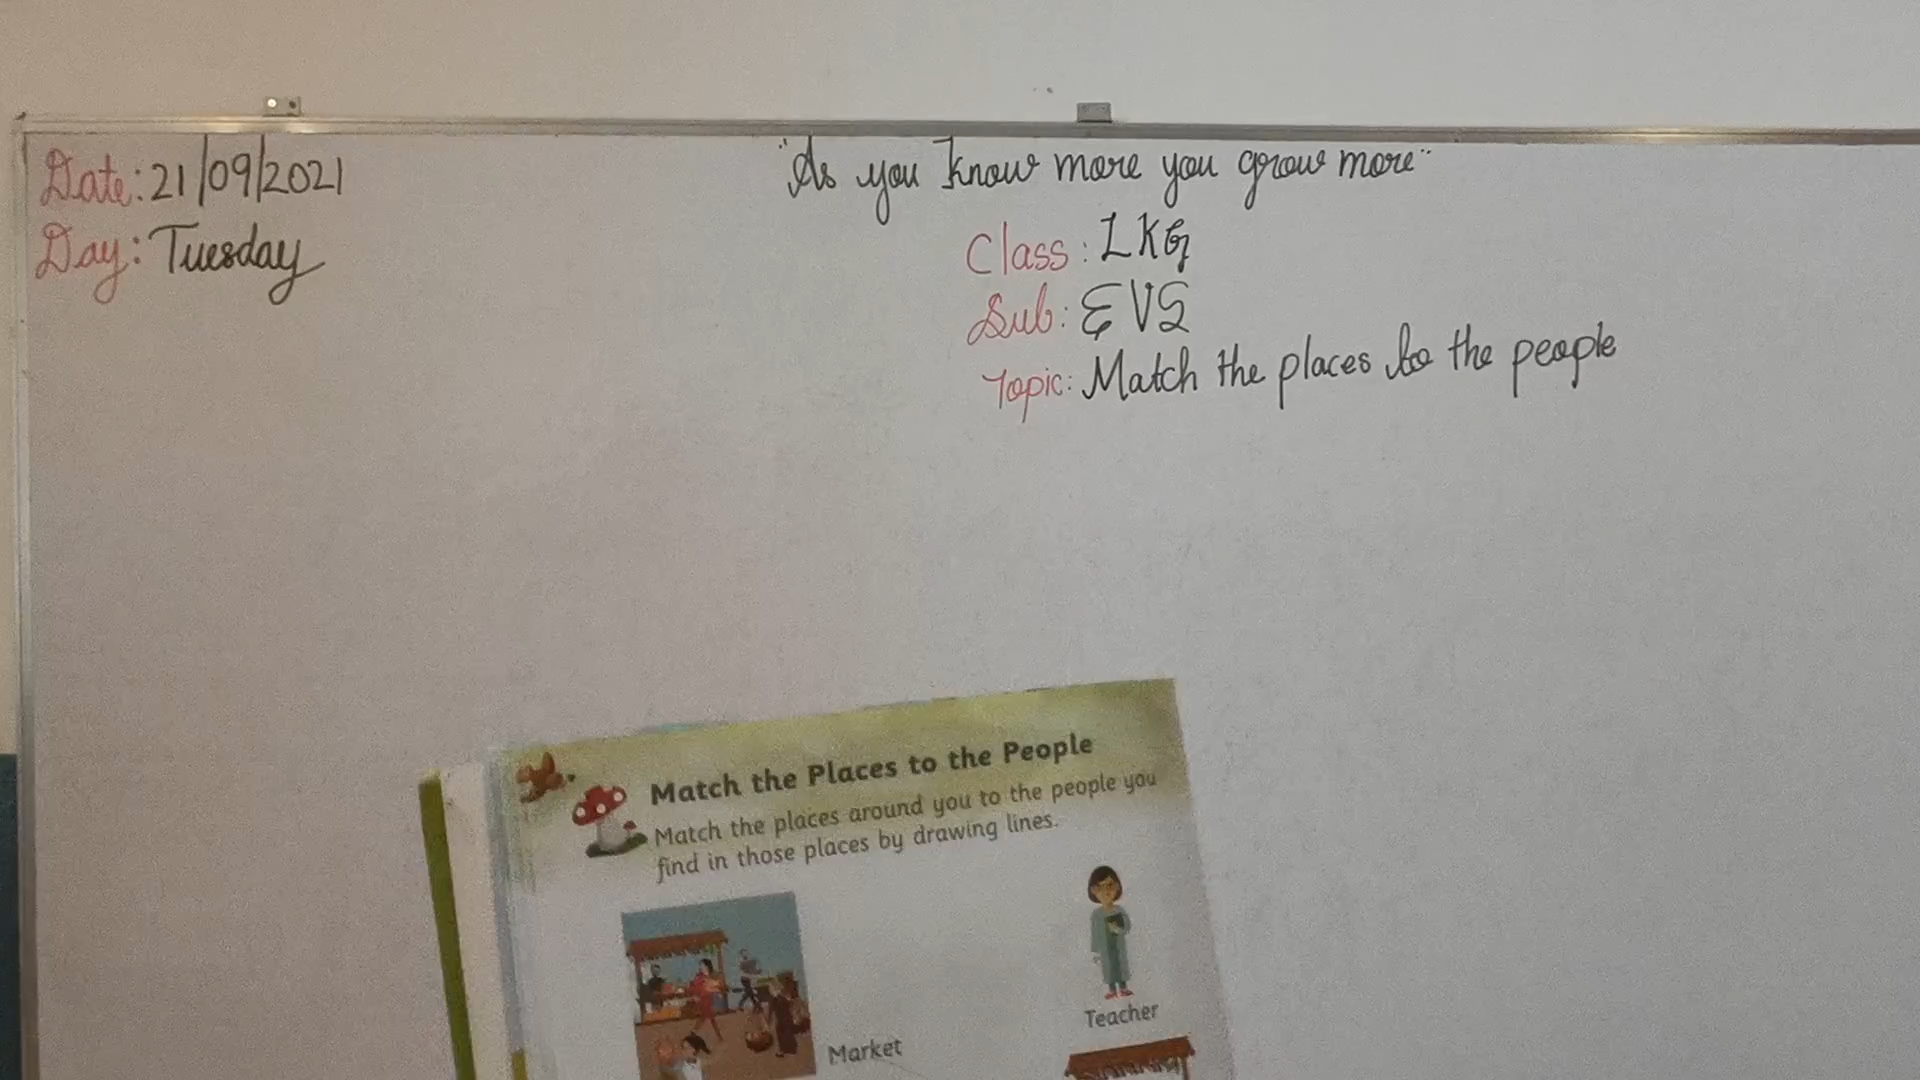 Date: 21/09/2021
Day: Tuesday
"As you know more you grow more"
Class: LKG
Sub: EVS
Topic: Match the places to the people
Match the Places to the People
Match the places around you to the people you
find in those places by drawing lines.
Teacher
Market